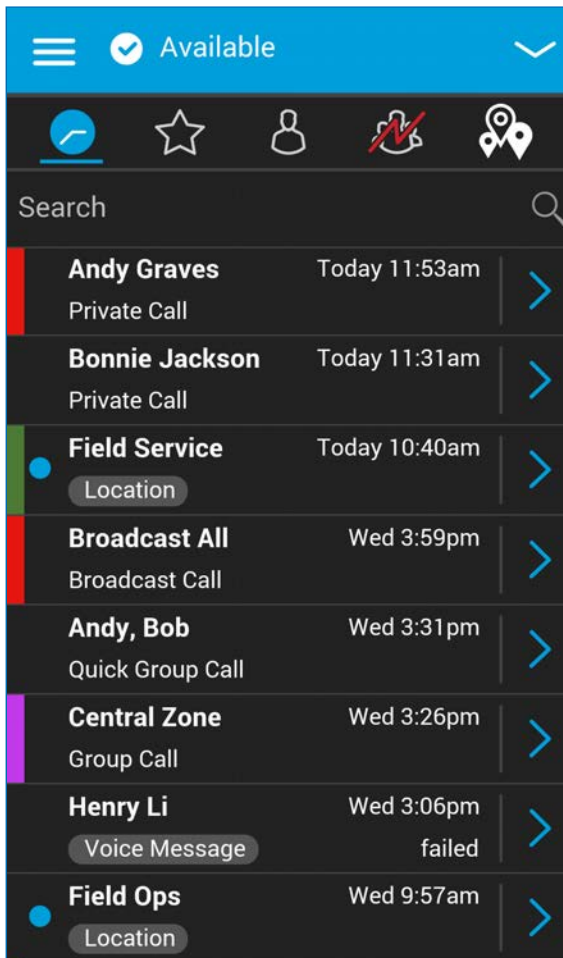 Available
Search
Andy Graves Today 11:53am
Private Call
Bonnie Jackson Today 11:31am
Private Call
Field Service Today 10:40am
Location
Broadcast All Wed 3:59pm
Broadcast Call
Andy, Bob Wed 3:31pm
Quick Group Call
Central Zone Wed 3:26pm
Group Call
Henry Li Wed 3:06pm
Voice Message failed
Field Ops Wed 9:57am
Location